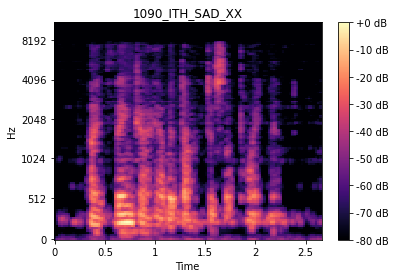 1090_ITH_SAD_XX
+0 dB
8192
-10 dB
4096
-20 dB
-30 dB
2048
Hz
-40 dB
1024
-50 dB
512
-60 dB
-70 dB
0
-80 dB
0 0.5 1 1.5 2 2.5
Time